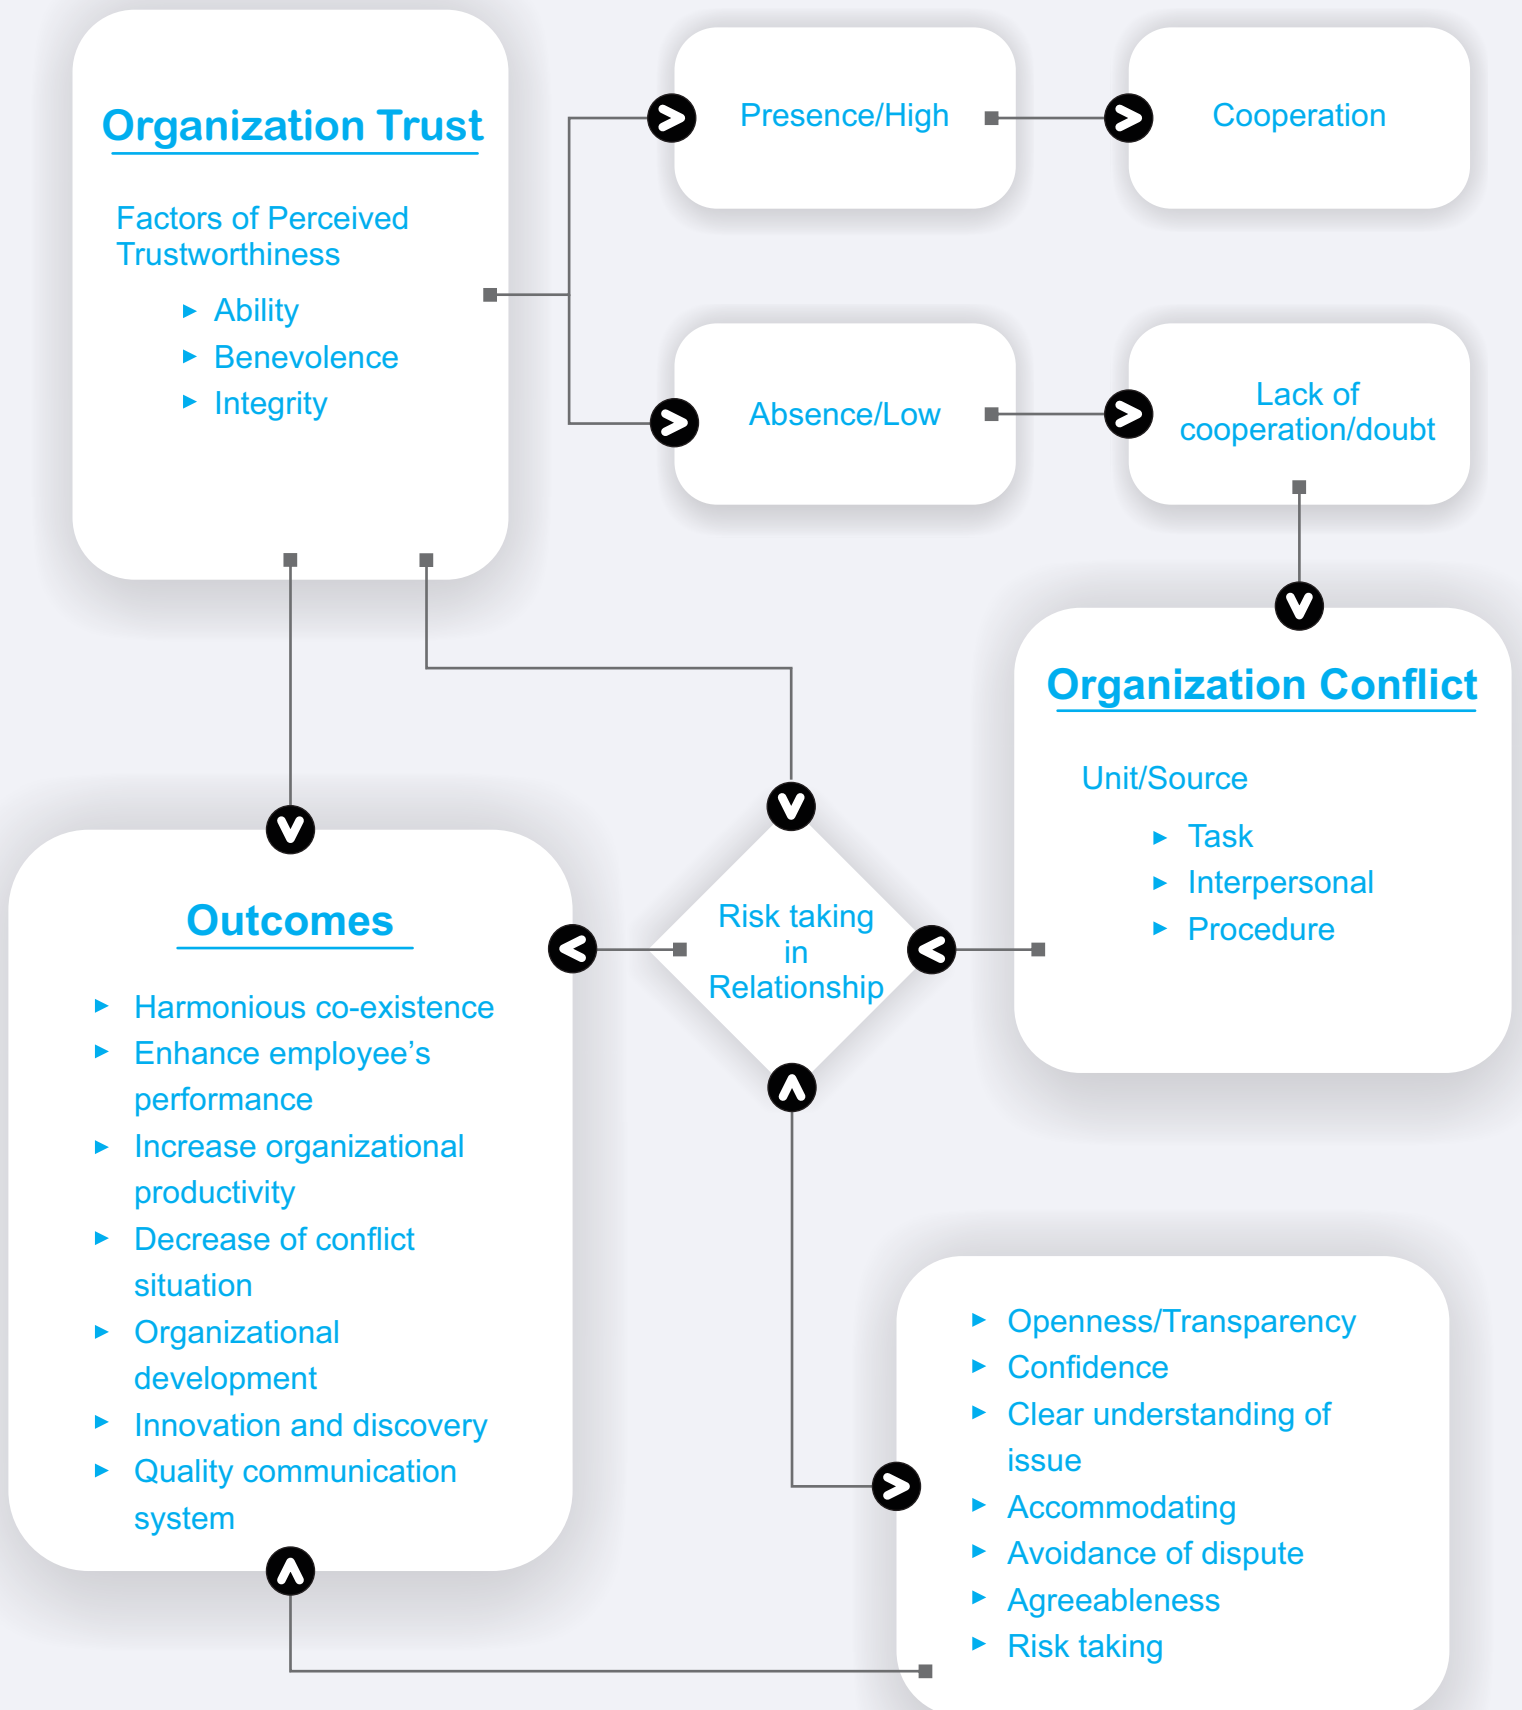 Organization Trust
Factors of Perceived
Trustworthiness
Ability
Benevolence
Integrity
Presence/High
Cooperation
Absence/Low
Lack of
cooperation/doubt
Organization Conflict
Unit/Source
Task
Interpersonal
Procedure
Risk taking
in
Relationship
Outcomes
Harmonious co-existence
Enhance employee’s
performance
Increase organizational
productivity
Decrease of conflict
situation
Organizational
development
Innovation and discovery
Quality communication
system
Openness/Transparency
Confidence
Clear understanding of
issue
Accommodating
Avoidance of dispute
Agreeableness
Risk taking